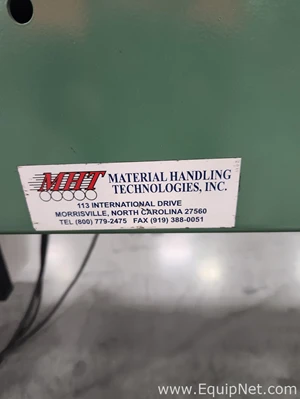 MHT MATERIAL HANDLING
TECHNOLOGIES, INC.
113 INTERNATIONAL DRIVE
MORRISVILLE, NORTH CAROLINA 27560
TEL (800) 779-2475 FAX (919) 388-0051
www.EquipNet.com